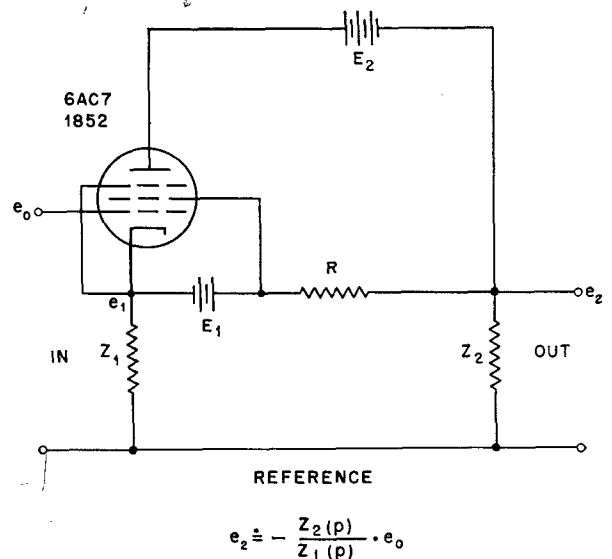 E₂
6AC7
1852
e₀
R
e₂
e₁
E₁
IN
Z₁
Z₂
OUT
REFERENCE
e₂ ≐ - Z₂(p) / Z₁(p) · e₀